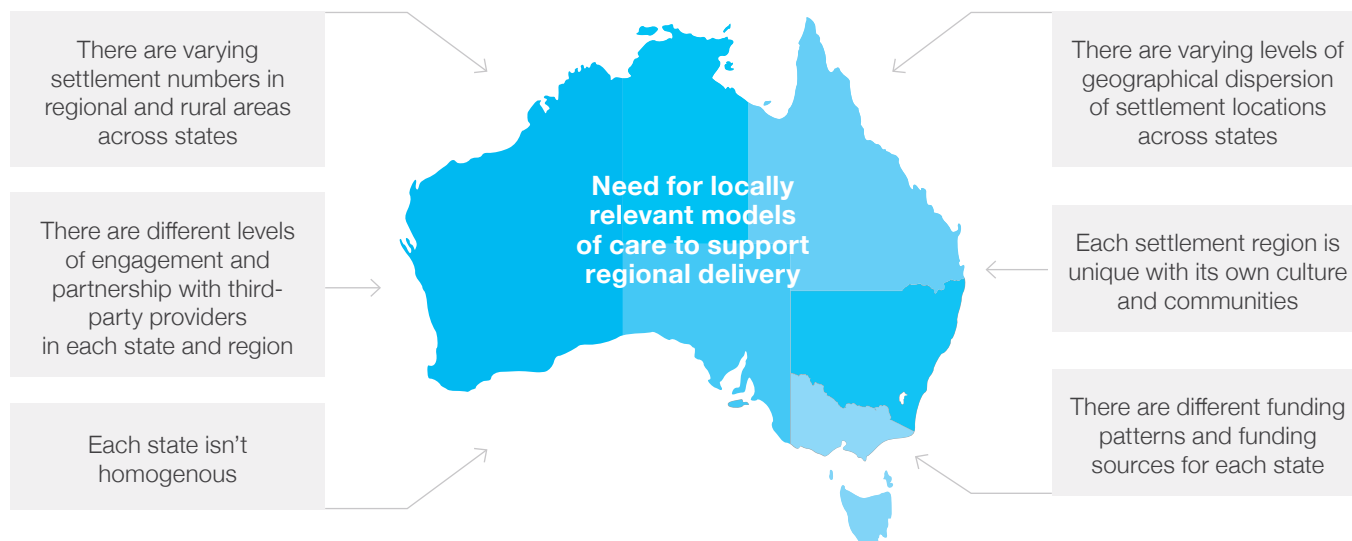 There are varying
settlement numbers in
regional and rural areas
across states
There are different levels
of engagement and
partnership with third-
party providers
in each state and region
Each state isn't
homogenous
Need for locally
relevant models
of care to support
regional delivery
There are varying levels of
geographical dispersion
of settlement locations
across states
Each settlement region is
unique with its own culture
and communities
There are different funding
patterns and funding
sources for each state